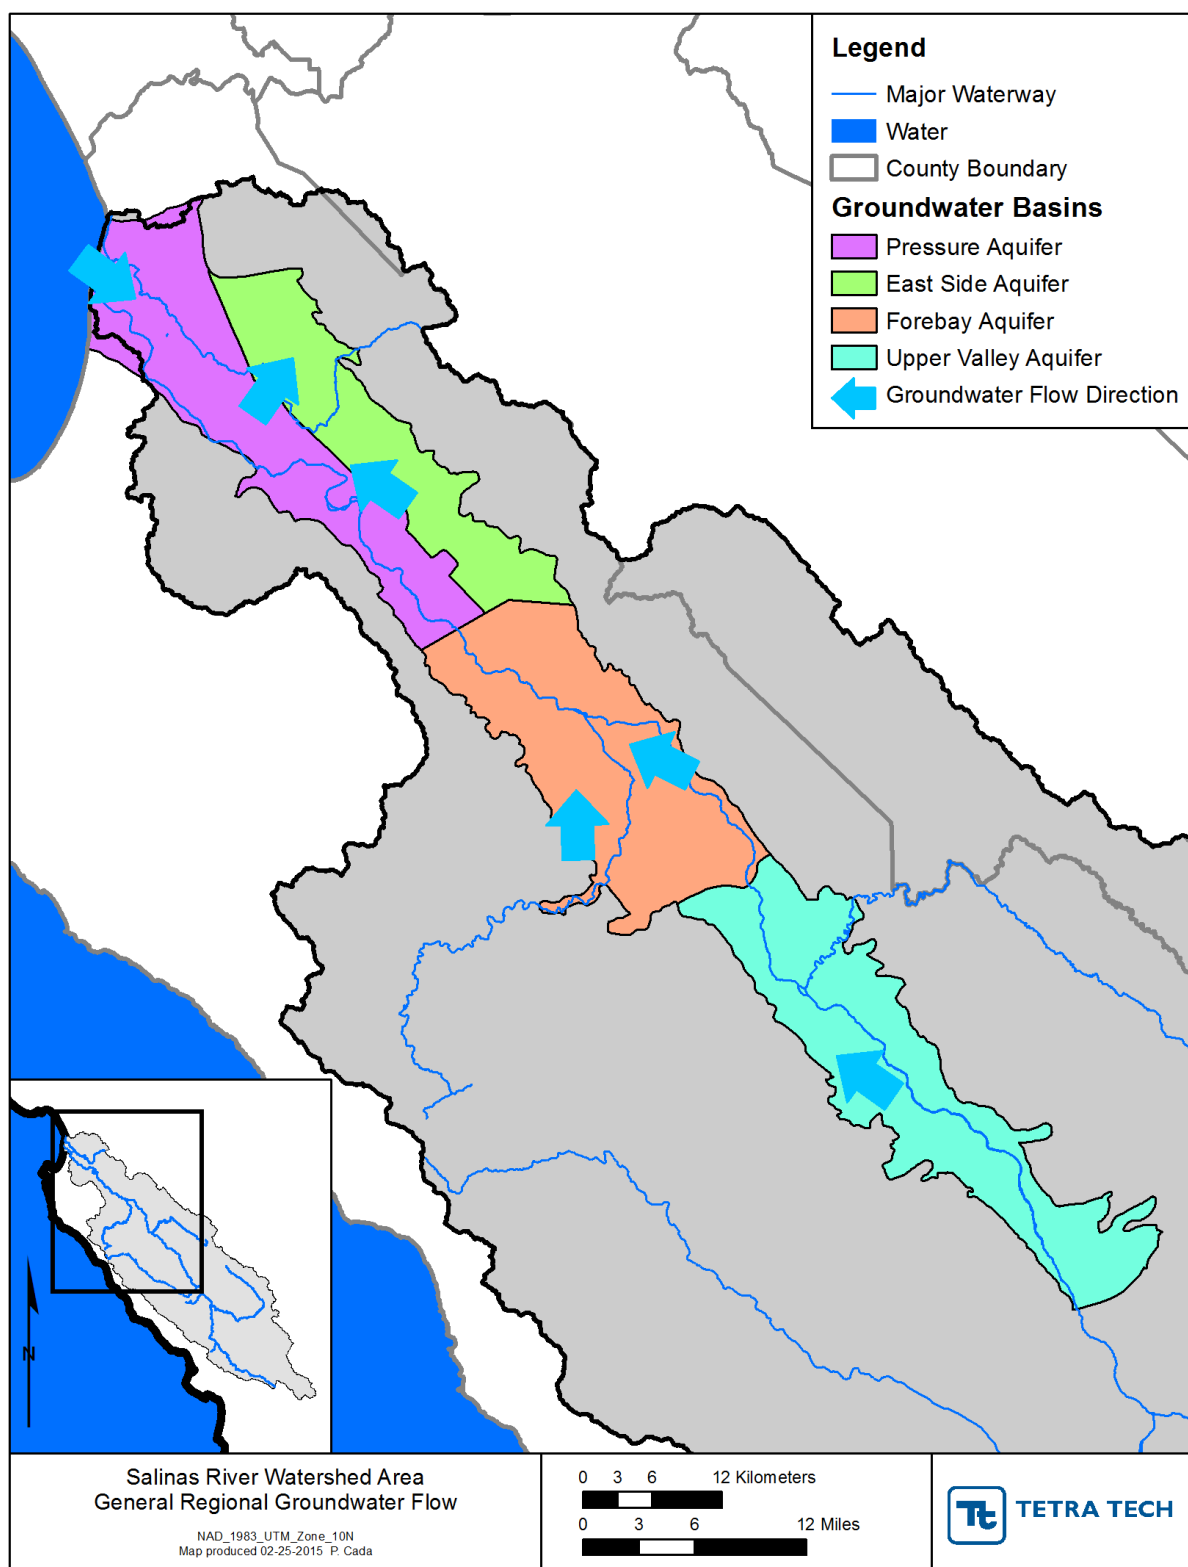 Legend
Major Waterway
Water
County Boundary
Groundwater Basins
Pressure Aquifer
East Side Aquifer
Forebay Aquifer
Upper Valley Aquifer
Groundwater Flow Direction
N
Salinas River Watershed Area
General Regional Groundwater Flow
NAD_1983_UTM_Zone_10N
Map produced 02-25-2015 P. Cada
0 3 6 12 Kilometers
0 3 6 12 Miles
Tt TETRA TECH